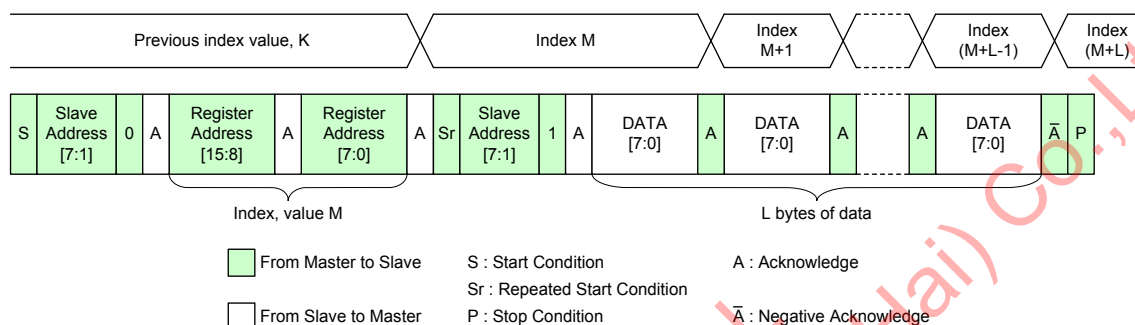 Previous index value, K
Index M
Index
M+1
Index
(M+L-1)
Index
(M+L)
S
Slave
Address
[7:1]
0
A
Register
Address
[15:8]
A
Register
Address
[7:0]
A
Sr
Slave
Address
[7:1]
1
A
DATA
[7:0]
A
DATA
[7:0]
A
A
DATA
[7:0]
A̅
P
Index, value M
L bytes of data
From Master to Slave
S : Start Condition
A : Acknowledge
Sr : Repeated Start Condition
From Slave to Master
P : Stop Condition
A̅ : Negative Acknowledge